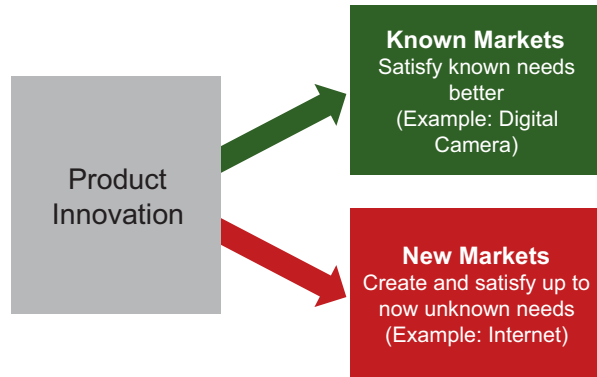 Product
Innovation
Known Markets
Satisfy known needs
better
(Example: Digital
Camera)
New Markets
Create and satisfy up to
now unknown needs
(Example: Internet)